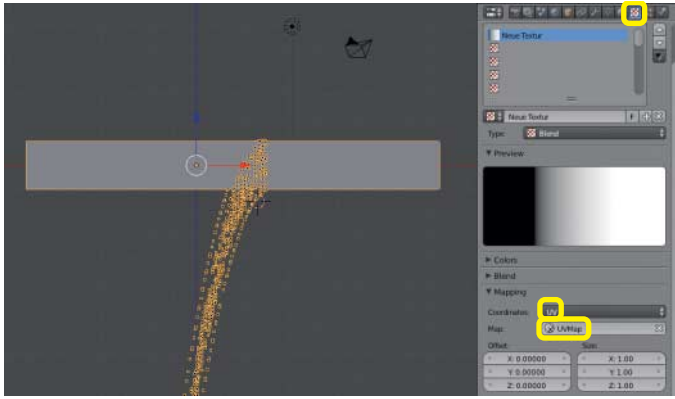 Neue Textur
Neue Textur F
Type: Blend
Preview
Colors
Blend
Mapping
Coordinates: UV
Map: UVMap
Offset: Size:
X: 0.00000 X: 1.00
Y: 0.00000 Y: 1.00
Z: 0.00000 Z: 1.00